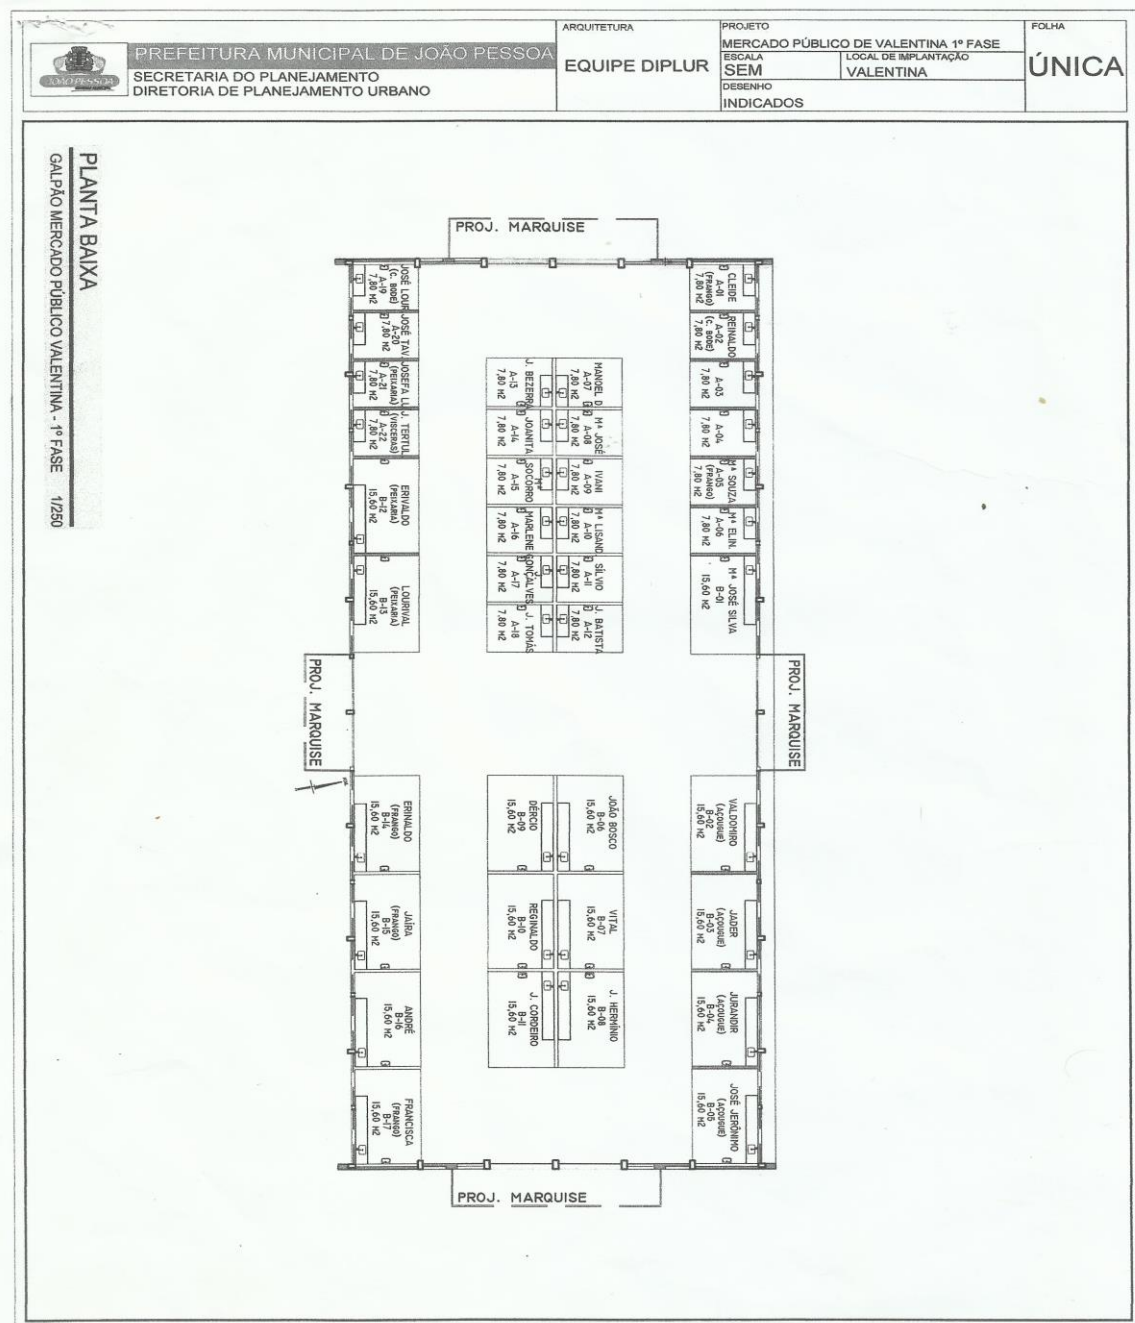 PREFEITURA MUNICIPAL DE JOÃO PESSOA
SECRETARIA DO PLANEJAMENTO
DIRETORIA DE PLANEJAMENTO URBANO
JOÃO PESSOA
ARQUITETURA
EQUIPE DIPLUR
PROJETO
MERCADO PÚBLICO DE VALENTINA 1º FASE
ESCALA
SEM
LOCAL DE IMPLANTAÇÃO
VALENTINA
DESENHO
INDICADOS
FOLHA
ÚNICA
PLANTA BAIXA
GALPÃO MERCADO PÚBLICO VALENTINA - 1º FASE 1/250
PROJ. MARQUISE
JOSÉ LOUR
(C. BODE)
A-19
7,80 M2
JOSÉ TAV.
A-20
7,80 M2
JOSEFA LU
(PEIXARIA)
A-21
7,80 M2
J. TERTUL
(VISCERAS)
A-22
7,80 M2
ERIVALDO
(PEIXARIA)
B-12
15,60 M2
LOURIVAL
(PEIXARIA)
B-13
15,60 M2
J. BEZERRA
A-13
7,80 M2
JOANITA
A-14
7,80 M2
Mª
SOCORRO
A-15
7,80 M2
MARLENE
A-16
7,80 M2
J.
GONÇALVES
A-17
7,80 M2
J. TOMÁS
A-18
7,80 M2
MANOEL D.
A-07
7,80 M2
Mª JOSÉ
A-08
7,80 M2
IVANI
A-09
7,80 M2
Mª LISAND.
A-10
7,80 M2
SÍLVIO
A-11
7,80 M2
J. BATISTA
A-12
7,80 M2
CLEIDE
A-01
(FRANGO)
7,80 M2
REINALDO
A-02
(C. BODE)
7,80 M2
A-03
7,80 M2
A-04
7,80 M2
Mª SOUZA
A-05
(FRANGO)
7,80 M2
Mª ELIN.
A-06
7,80 M2
Mª JOSÉ SILVA
B-01
15,60 M2
PROJ. MARQUISE
PROJ. MARQUISE
ERINALDO
(FRANGO)
B-14
15,60 M2
JAÍRA
(FRANGO)
B-15
15,60 M2
ANDRÉ
B-16
15,60 M2
FRANCISCA
(FRANGO)
B-17
15,60 M2
DÉRCIO
B-09
15,60 M2
REGINALDO
B-10
15,60 M2
J. CORDEIRO
B-11
15,60 M2
JOÃO BOSCO
B-06
15,60 M2
VITAL
B-07
15,60 M2
J. HERMÍNIO
B-08
15,60 M2
VALDOMIRO
(AÇOUGUE)
B-02
15,60 M2
JADER
(AÇOUGUE)
B-03
15,60 M2
JURANDIR
(AÇOUGUE)
B-04
15,60 M2
JOSÉ JERÔNIMO
(AÇOUGUE)
B-05
15,60 M2
PROJ. MARQUISE